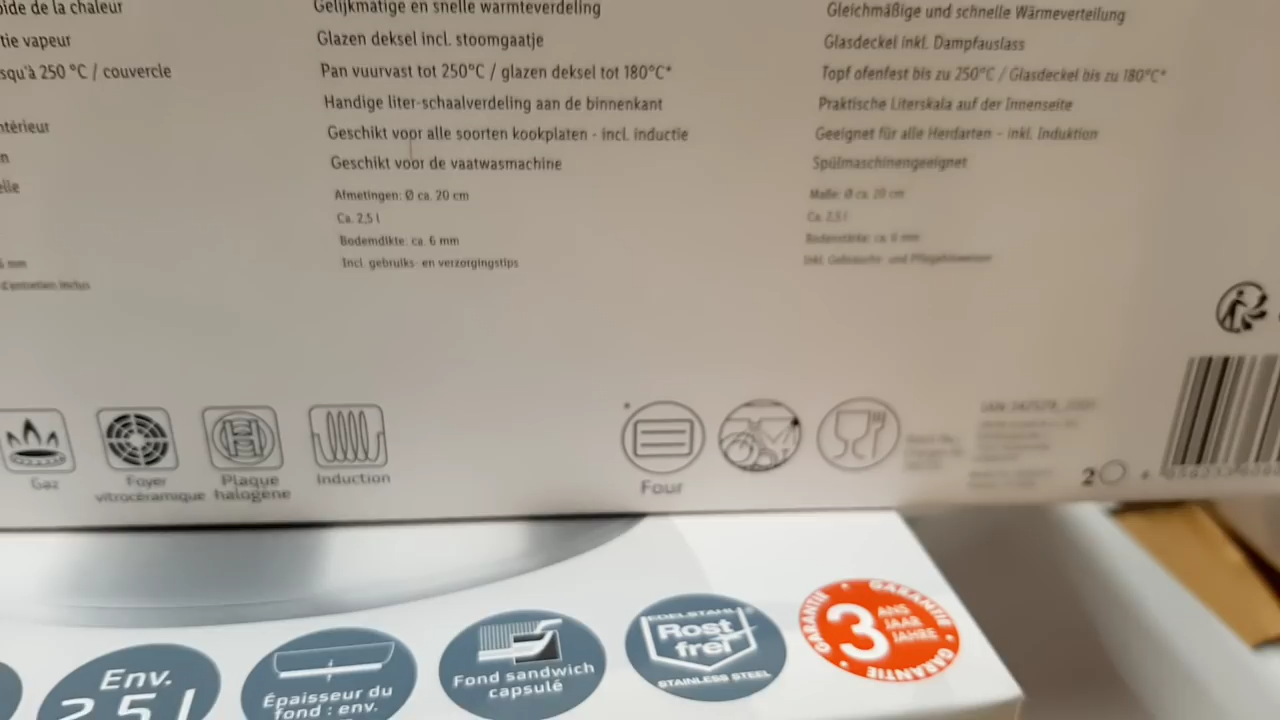 ide de la chaleur
tie vapeur
squ'à 250 °C / couvercle
ntérieur
n
elle
mm
d'entretien inclus
Gelijkmatige en snelle warmteverdeling
Glazen deksel incl. stoomgaatje
Pan vuurvast tot 250°C / glazen deksel tot 180°C*
Handige liter-schaalverdeling aan de binnenkant
Geschikt voor alle soorten kookplaten - incl. inductie
Geschikt voor de vaatwasmachine
Afmetingen: Ø ca. 20 cm
Ca. 2,5 l
Bodemdikte: ca. 6 mm
Incl. gebruiks- en verzorgingstips
Gleichmäßige und schnelle Wärmeverteilung
Glasdeckel inkl. Dampfauslass
Topf ofenfest bis zu 250°C / Glasdeckel bis zu 180°C*
Praktische Literskala auf der Innenseite
Geeignet für alle Herdarten - inkl. Induktion
Spülmaschinengeeignet
Maße: Ø ca. 20 cm
Ca. 2,5 l
Bodenstärke: ca. 6 mm
Inkl. Gebrauchs- und Pflegehinweisen
Gaz
Foyer
vitrocéramique
Plaque
halogène
Induction
*
Four
2
Env.
2,5 l
Épaisseur du
fond : env.
Fond sandwich
capsulé
EDELSTAHL
Rost
frei
STAINLESS STEEL
GARANTIE • GARANTIE • GARANTIE
3 ANS
JAAR
JAHRE